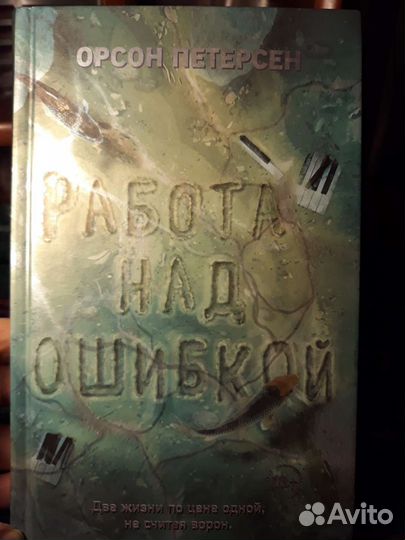 ОРСОН ПЕТЕРСЕН
РАБОТА
НАД
ОШИБКОЙ
Две жизни по цене одной,
не считая ворон.
Avito